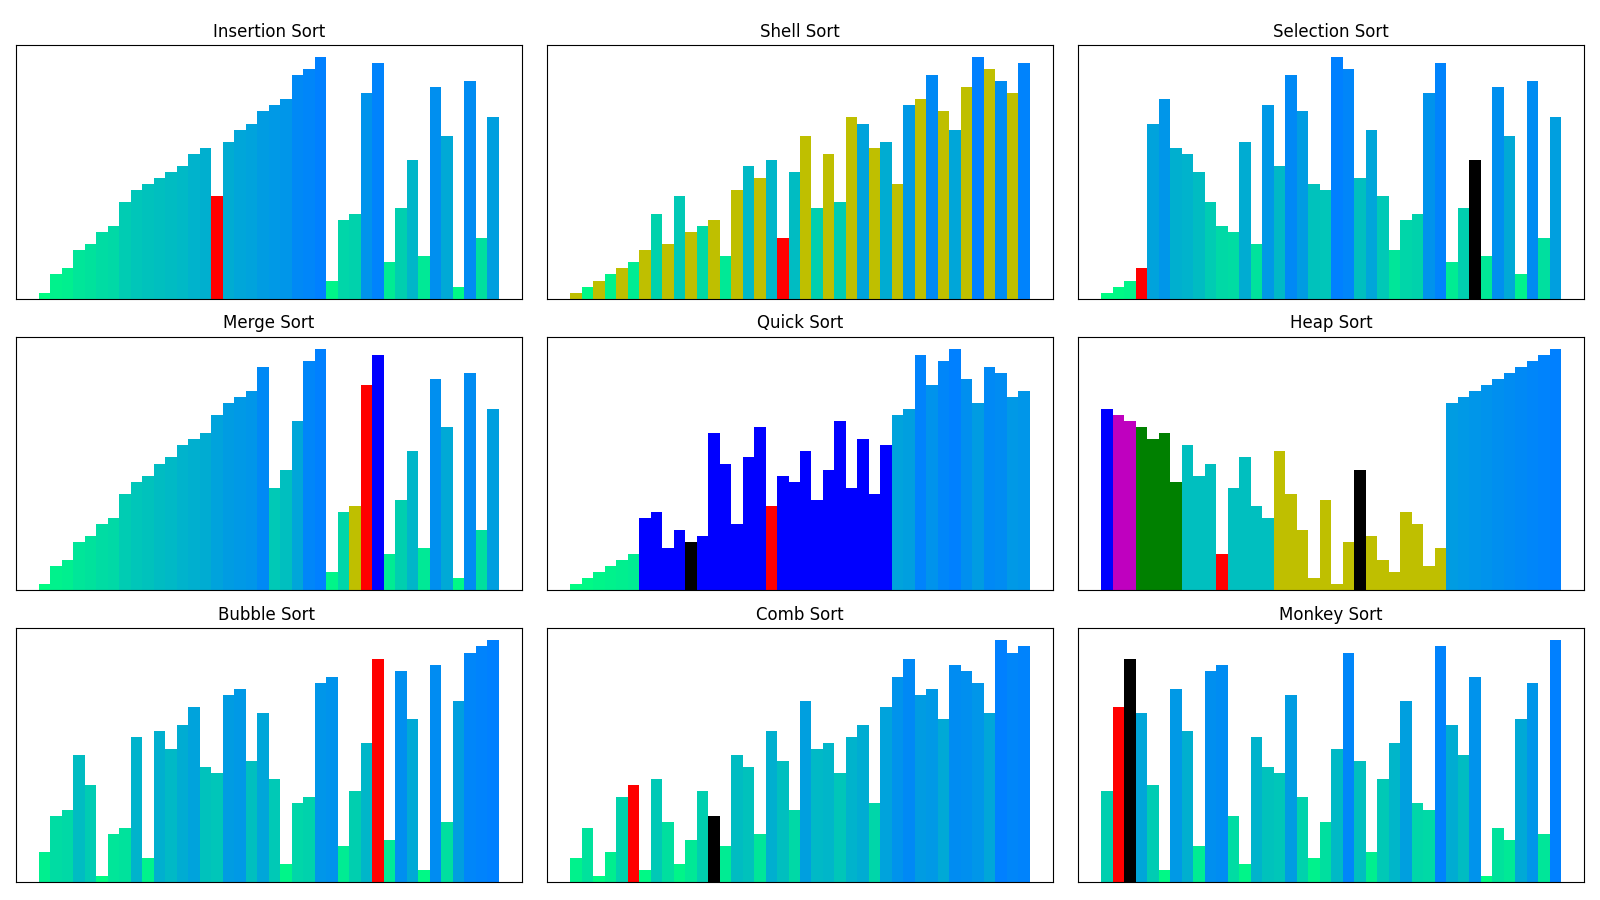 Insertion Sort
Shell Sort
Selection Sort
Merge Sort
Quick Sort
Heap Sort
Bubble Sort
Comb Sort
Monkey Sort